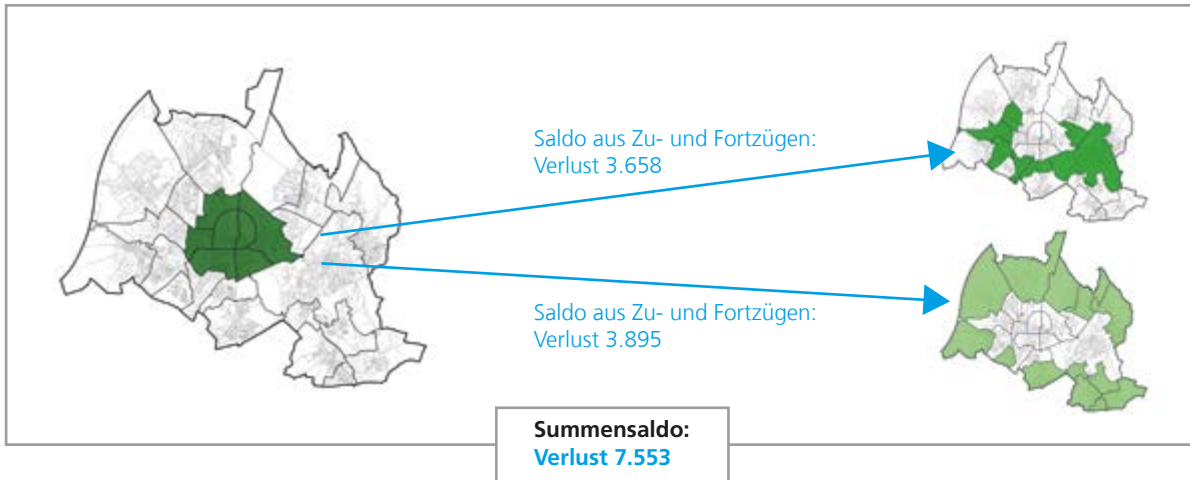 Saldo aus Zu- und Fortzügen:
Verlust 3.658
Saldo aus Zu- und Fortzügen:
Verlust 3.895
Summensaldo:
Verlust 7.553